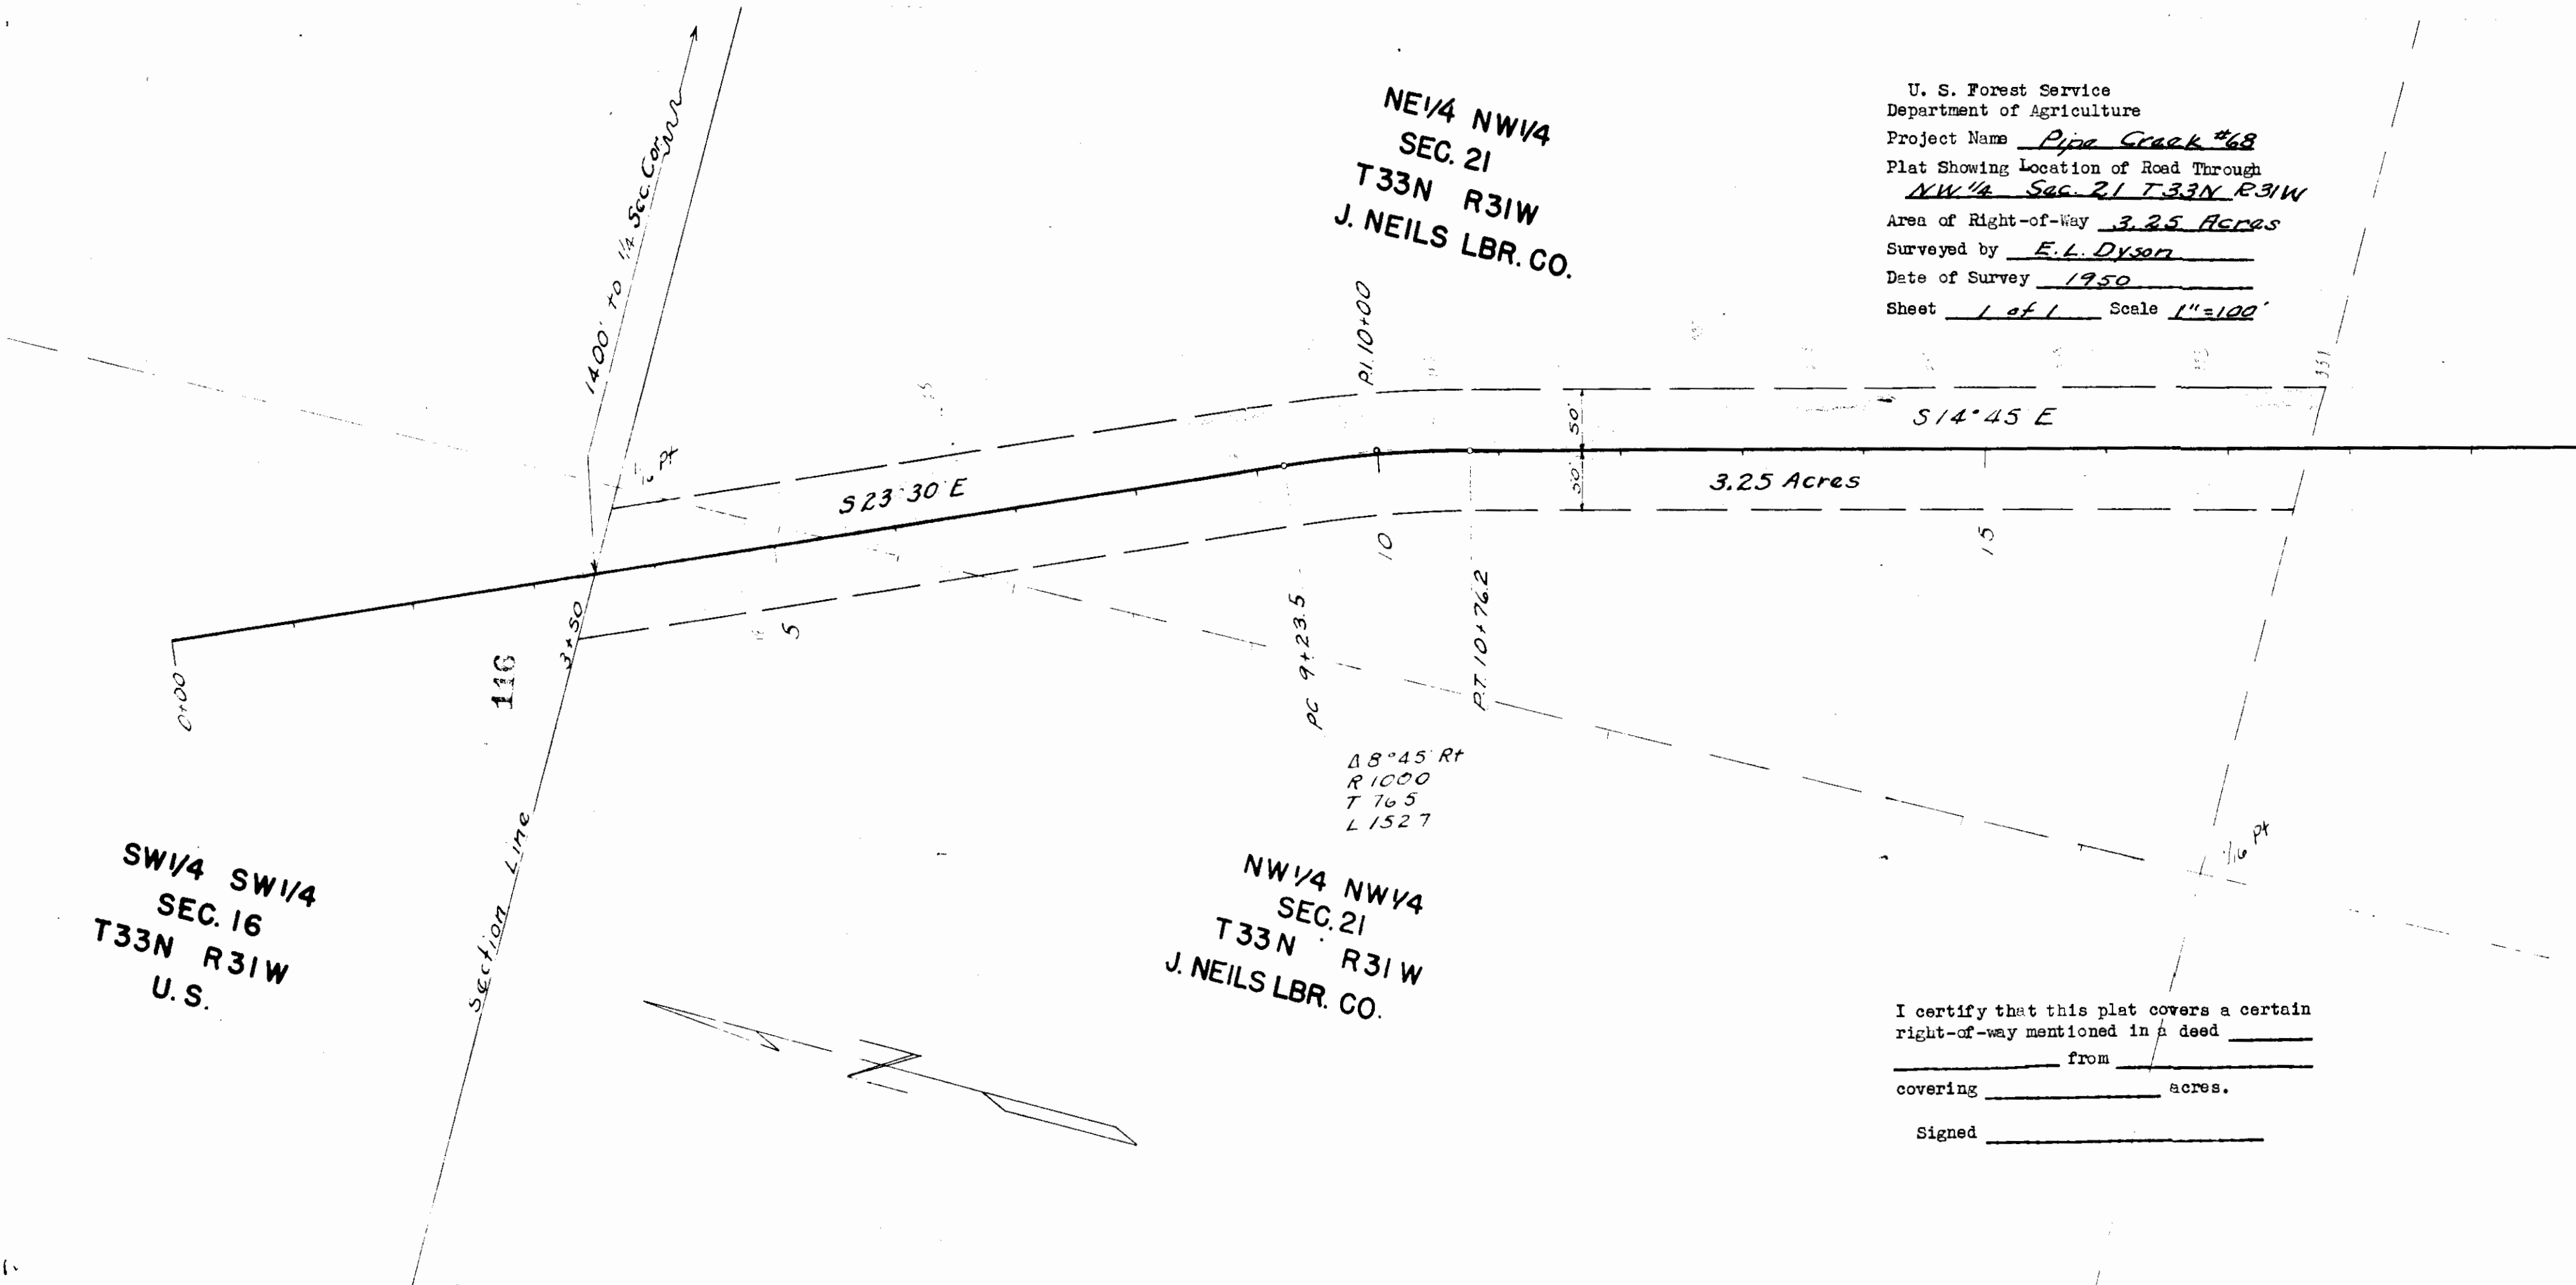 U. S. Forest Service
Department of Agriculture
Project Name Pipe Creek #68
Plat Showing Location of Road Through
NW 1/4 Sec. 21 T33N R31W
Area of Right-of-Way 3.25 Acres
Surveyed by E.L. Dyson
Date of Survey 1950
Sheet 1 of 1 Scale 1"=100'
NE1/4 NW1/4
SEC. 21
T33N R31W
J. NEILS LBR. CO.
1400' to 1/4 Sec. Cor.
P.I. 10+00
50'
50'
S 14°45' E
3.25 Acres
S 23°30' E
0+00
116
3+50
5
PC 9+23.5
10
P.T. 10+76.2
15
Δ 8°45' Rt
R 1000
T 76 5
L 152 7
1/16 Pt
Section Line
SW1/4 SW1/4
SEC. 16
T33N R31W
U.S.
NW1/4 NW1/4
SEC. 21
T33N R31W
J. NEILS LBR. CO.
N
I certify that this plat covers a certain
right-of-way mentioned in a deed
from
covering acres.
Signed